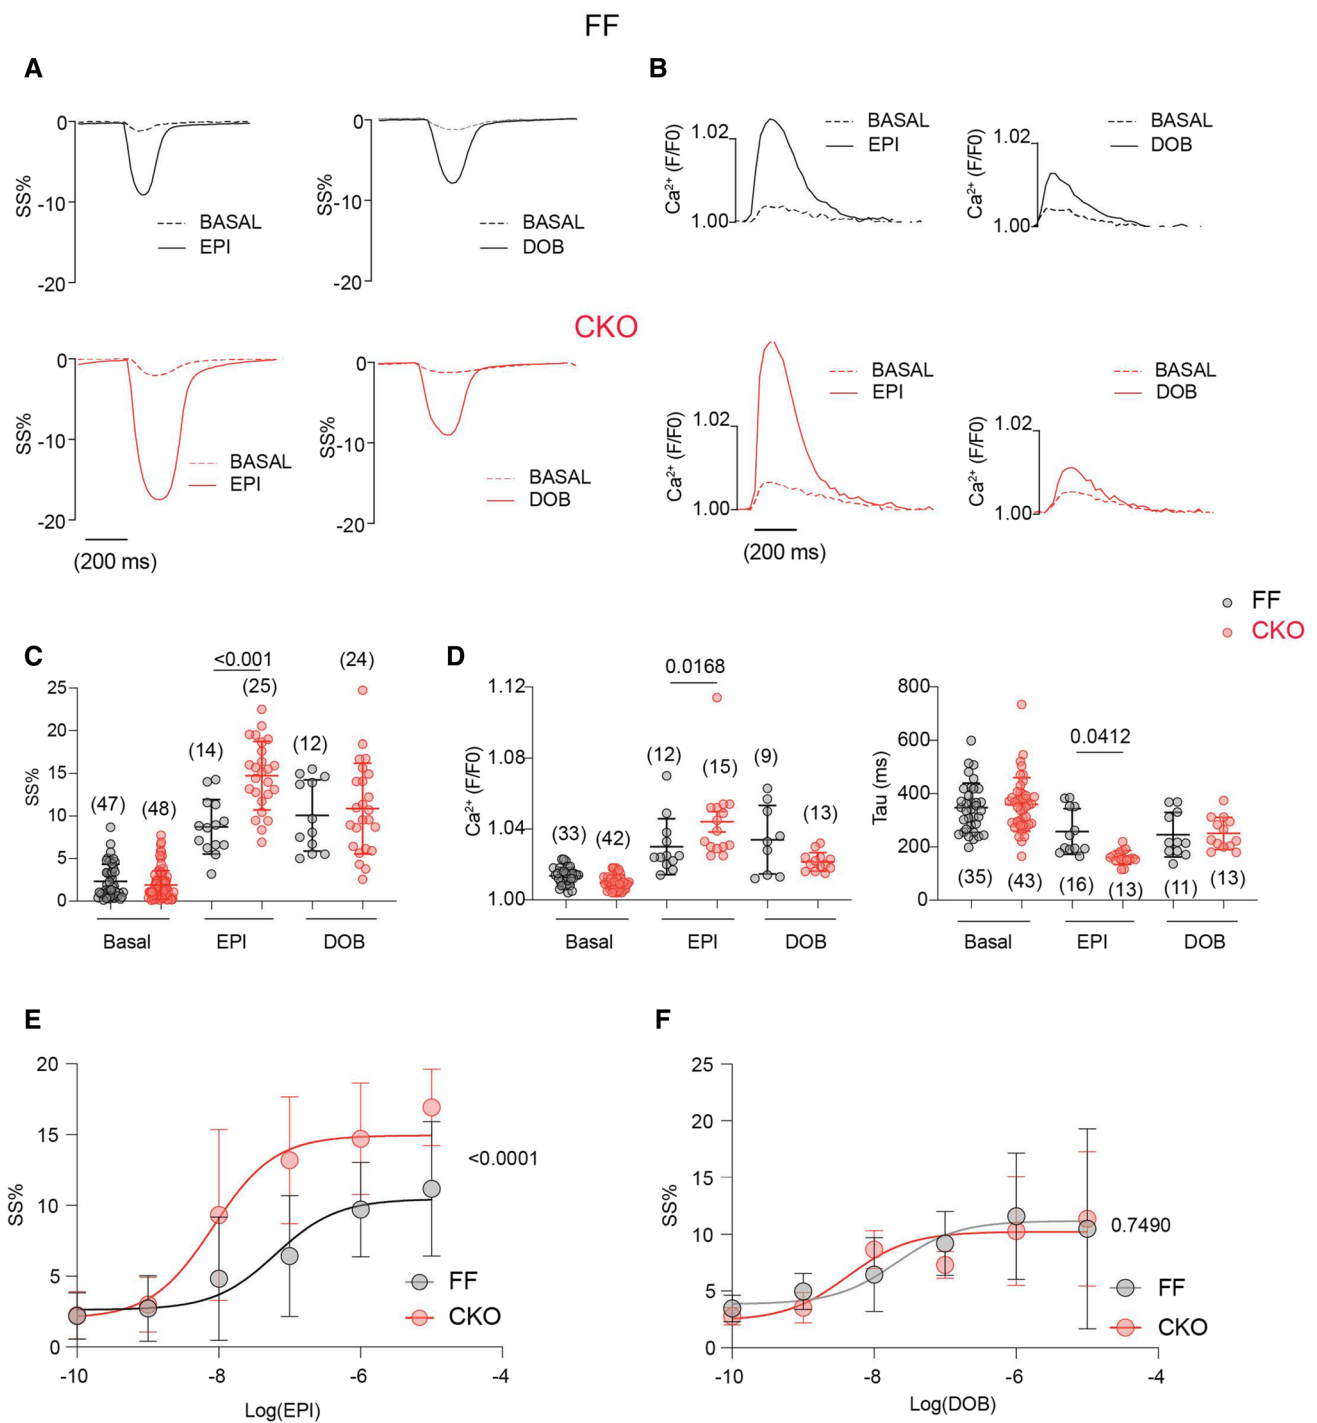 FF
A
B
0
-10
-20
SS%
BASAL
EPI
0
-10
-20
SS%
BASAL
DOB
1.02
1.00
Ca²⁺ (F/F0)
BASAL
EPI
1.02
1.00
Ca²⁺ (F/F0)
BASAL
DOB
CKO
0
-10
-20
SS%
BASAL
EPI
(200 ms)
0
-10
-20
SS%
BASAL
DOB
1.02
1.00
Ca²⁺ (F/F0)
BASAL
EPI
(200 ms)
1.02
1.00
Ca²⁺ (F/F0)
BASAL
DOB
FF
CKO
C
<0.001
(47) (48) (14) (25) (12) (24)
25
20
15
10
5
0
SS%
Basal EPI DOB
D
0.0168
(33) (42) (12) (15) (9) (13)
1.12
1.08
1.04
1.00
Ca²⁺ (F/F0)
Basal EPI DOB
0.0412
800
600
400
200
0
Tau (ms)
(35) (43) (16) (13) (11) (13)
Basal EPI DOB
E
20
15
10
5
0
SS%
<0.0001
FF
CKO
-10 -8 -6 -4
Log(EPI)
F
25
20
15
10
5
0
SS%
0.7490
FF
CKO
-10 -8 -6 -4
Log(DOB)